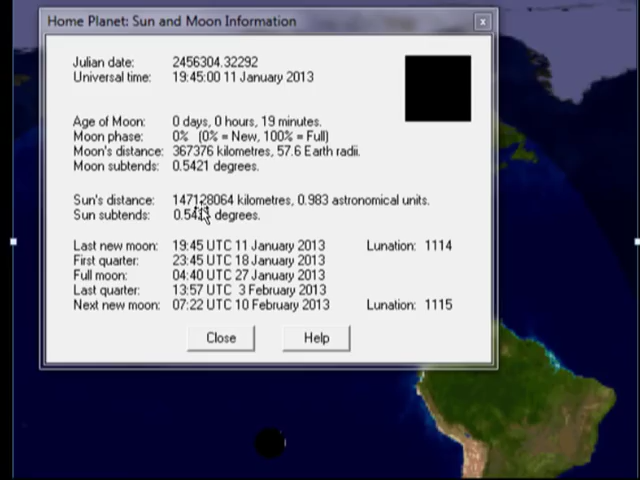 Home Planet: Sun and Moon Information
Julian date: 2456304.32292
Universal time: 19:45:00 11 January 2013
Age of Moon: 0 days, 0 hours, 19 minutes.
Moon phase: 0% (0% = New, 100% = Full)
Moon's distance: 367376 kilometres, 57.6 Earth radii.
Moon subtends: 0.5421 degrees.
Sun's distance: 147128064 kilometres, 0.983 astronomical units.
Sun subtends: degrees.
Last new moon: 19:45 UTC 11 January 2013 Lunation: 1114
First quarter: 23:45 UTC 18 January 2013
Full moon: 04:40 UTC 27 January 2013
Last quarter: 13:57 UTC 3 February 2013
Next new moon: 07:22 UTC 10 February 2013 Lunation: 1115
Close Help